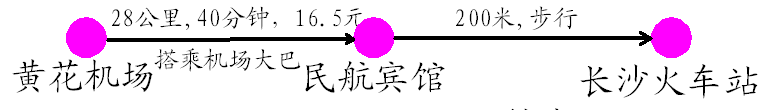 28公里,40分钟，16.5元
200米,步行
搭乘机场大巴
黄花机场
民航宾馆
长沙火车站